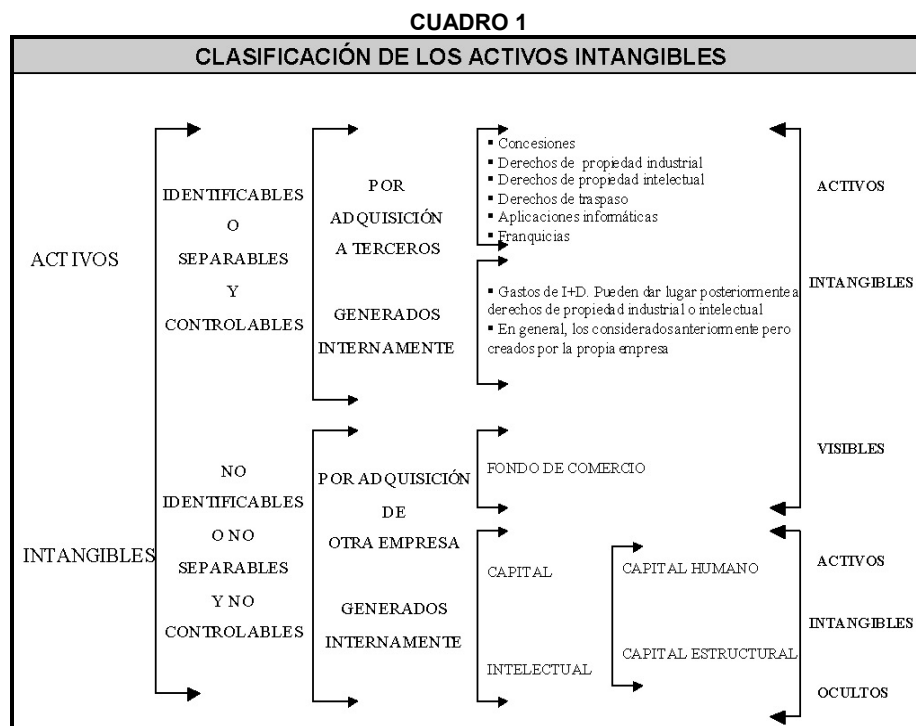 CUADRO 1
CLASIFICACIÓN DE LOS ACTIVOS INTANGIBLES
ACTIVOS
INTANGIBLES
IDENTIFICABLES
O
SEPARABLES
Y
CONTROLABLES
NO
IDENTIFICABLES
O NO
SEPARABLES
Y NO
CONTROLABLES
POR
ADQUISICIÓN
A TERCEROS
GENERADOS
INTERNAMENTE
POR ADQUISICIÓN
DE
OTRA EMPRESA
GENERADOS
INTERNAMENTE
▪ Concesiones
▪ Derechos de propiedad industrial
▪ Derechos de propiedad intelectual
▪ Derechos de traspaso
▪ Aplicaciones informáticas
▪ Franquicias
▪ Gastos de I+D. Pueden dar lugar posteriormente a
derechos de propiedad industrial o intelectual
▪ En general, los considerados anteriormente pero
creados por la propia empresa
FONDO DE COMERCIO
CAPITAL
INTELECTUAL
CAPITAL HUMANO
CAPITAL ESTRUCTURAL
ACTIVOS
INTANGIBLES
VISIBLES
ACTIVOS
INTANGIBLES
OCULTOS